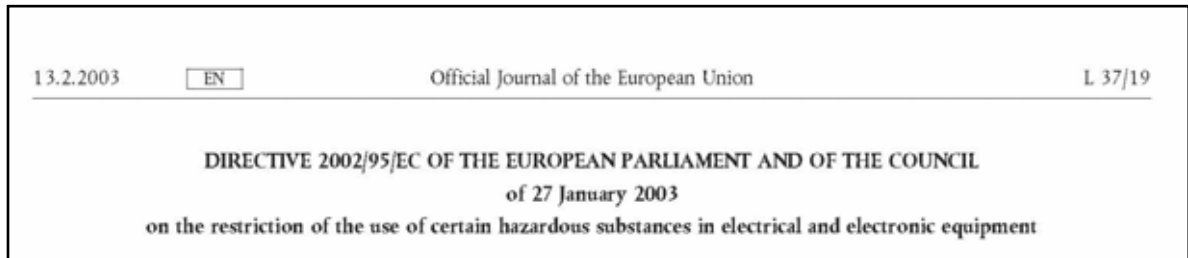 13.2.2003 EN Official Journal of the European Union L 37/19
DIRECTIVE 2002/95/EC OF THE EUROPEAN PARLIAMENT AND OF THE COUNCIL
of 27 January 2003
on the restriction of the use of certain hazardous substances in electrical and electronic equipment